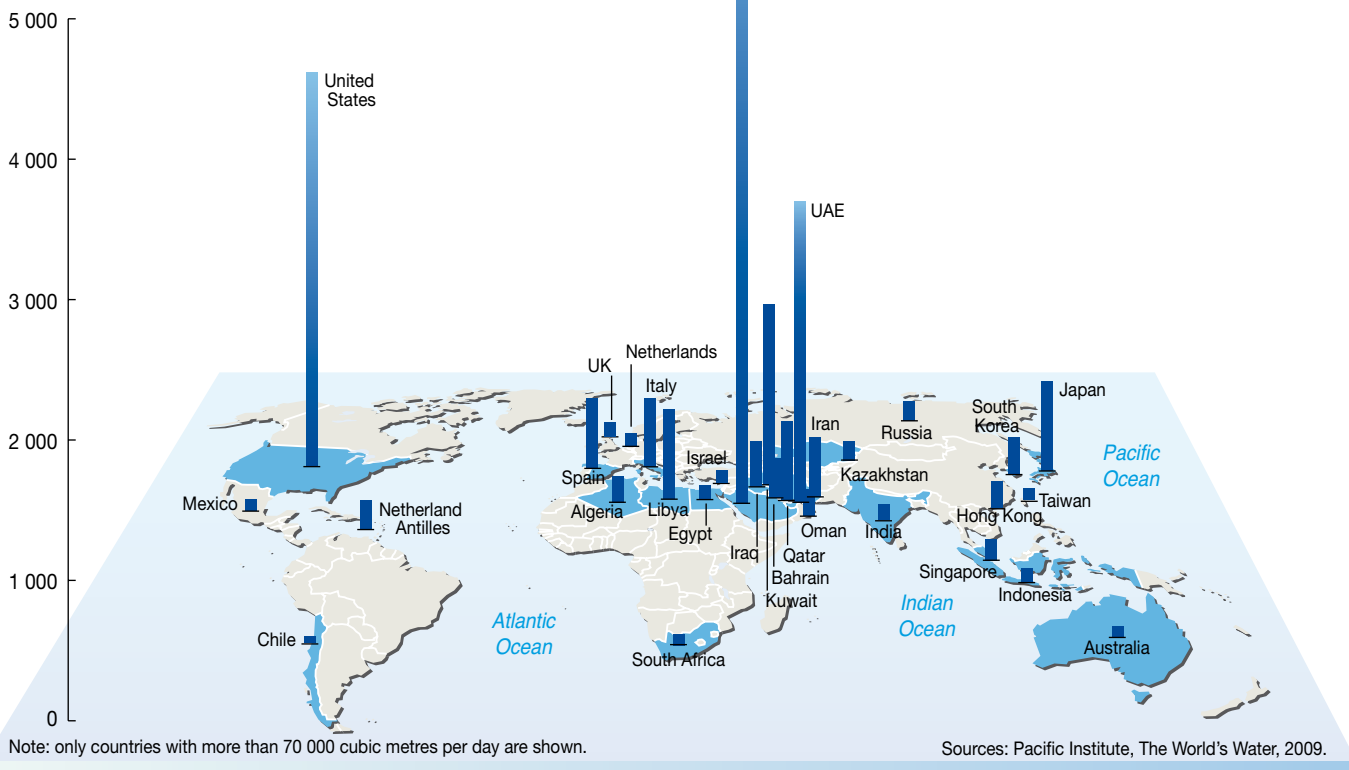 5 000
4 000
3 000
2 000
1 000
0
United
States
UAE
Netherlands
UK
Italy
Japan
Iran
South
Korea
Russia
Israel
Kazakhstan
Spain
Mexico
Netherland
Antilles
Algeria
Libya
Egypt
Taiwan
Hong Kong
Oman
India
Iraq
Qatar
Bahrain
Kuwait
Singapore
Indonesia
Pacific
Ocean
Indian
Ocean
Atlantic
Ocean
Chile
South Africa
Australia
Note: only countries with more than 70 000 cubic metres per day are shown.
Sources: Pacific Institute, The World's Water, 2009.